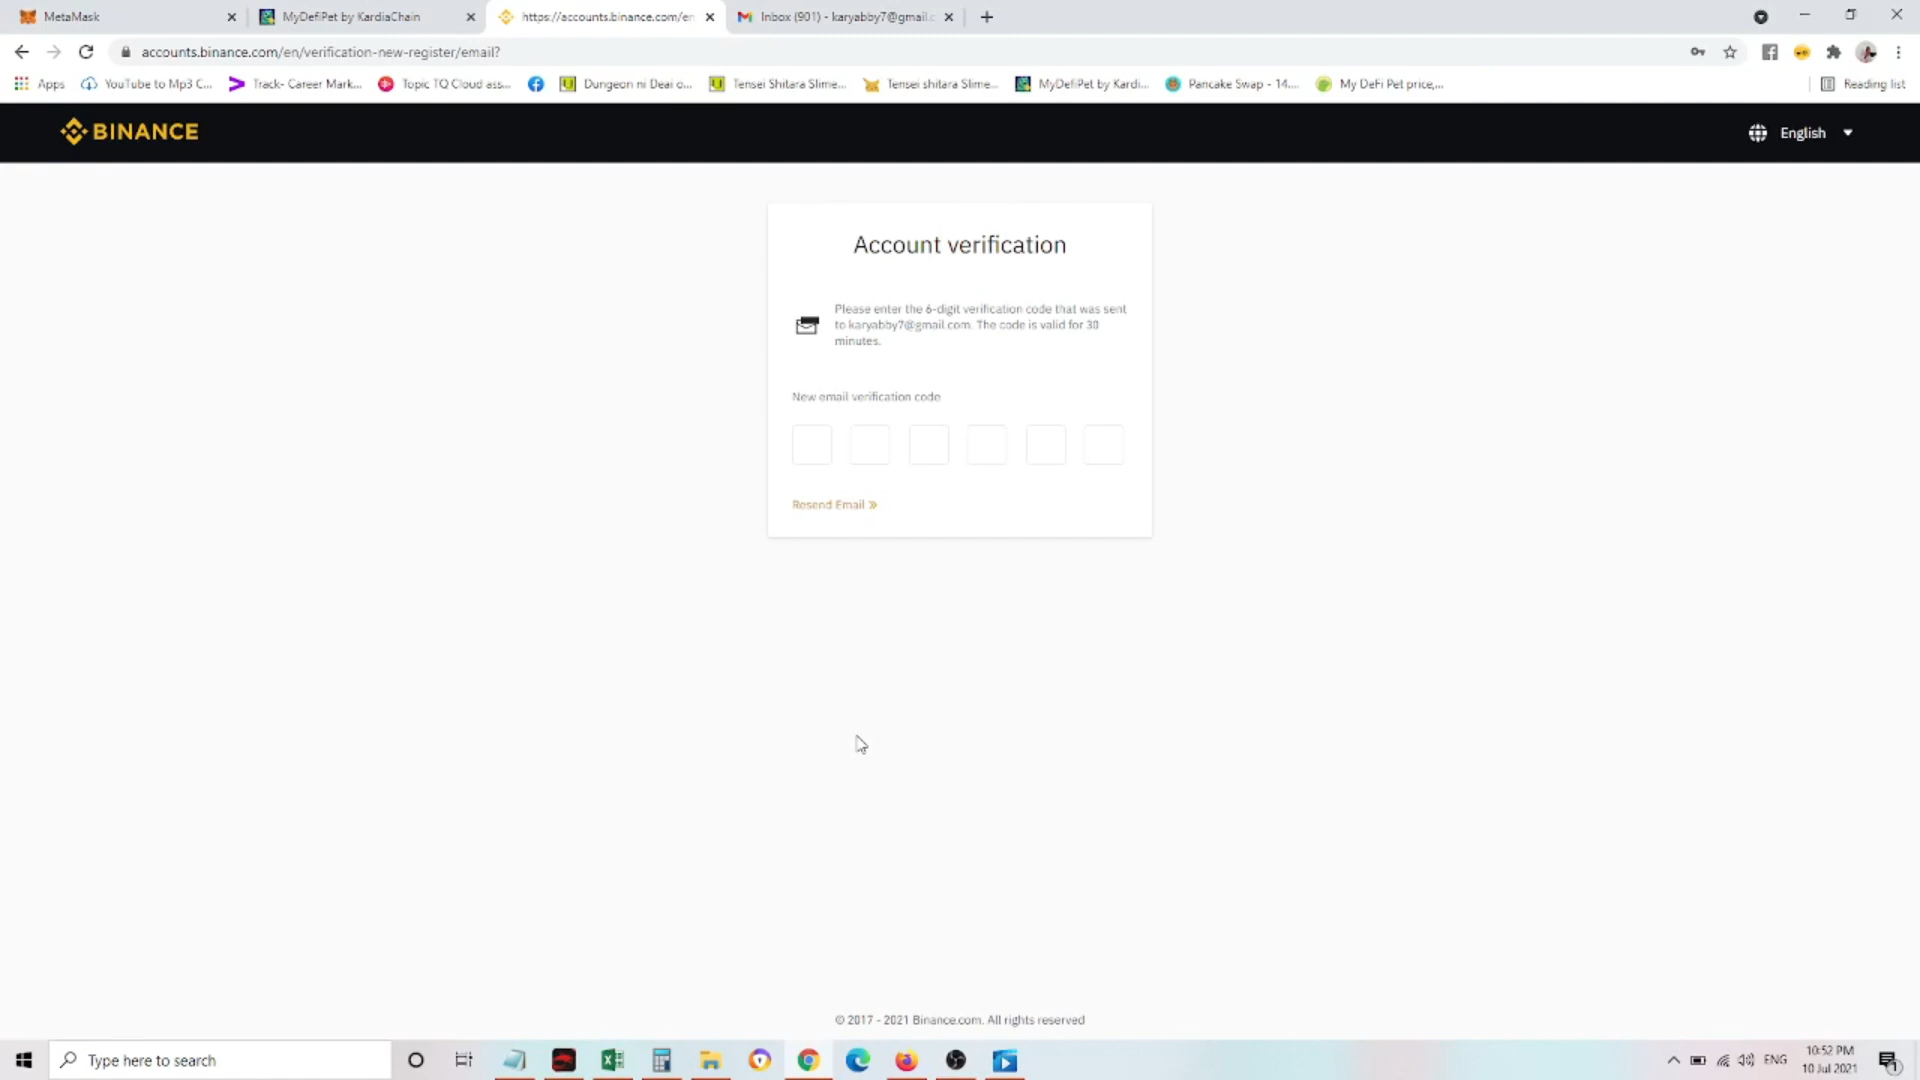 MetaMask
MyDefiPet by KardiaChain
https://accounts.binance.com/en
Inbox (901) - karyabby7@gmail.c
accounts.binance.com/en/verification-new-register/email?
Apps
YouTube to Mp3 C...
Track- Career Mark...
Topic TQ Cloud ass...
Dungeon ni Deai o...
Tensei Shitara Slime...
Tensei shitara Slime...
MyDefiPet by Kardi...
Pancake Swap - 14....
My DeFi Pet price,...
Reading list
BINANCE
English
Account verification
Please enter the 6-digit verification code that was sent
to karyabby7@gmail.com. The code is valid for 30
minutes.
New email verification code
Resend Email »
© 2017 - 2021 Binance.com. All rights reserved
Type here to search
ENG
10:52 PM
10 Jul 2021